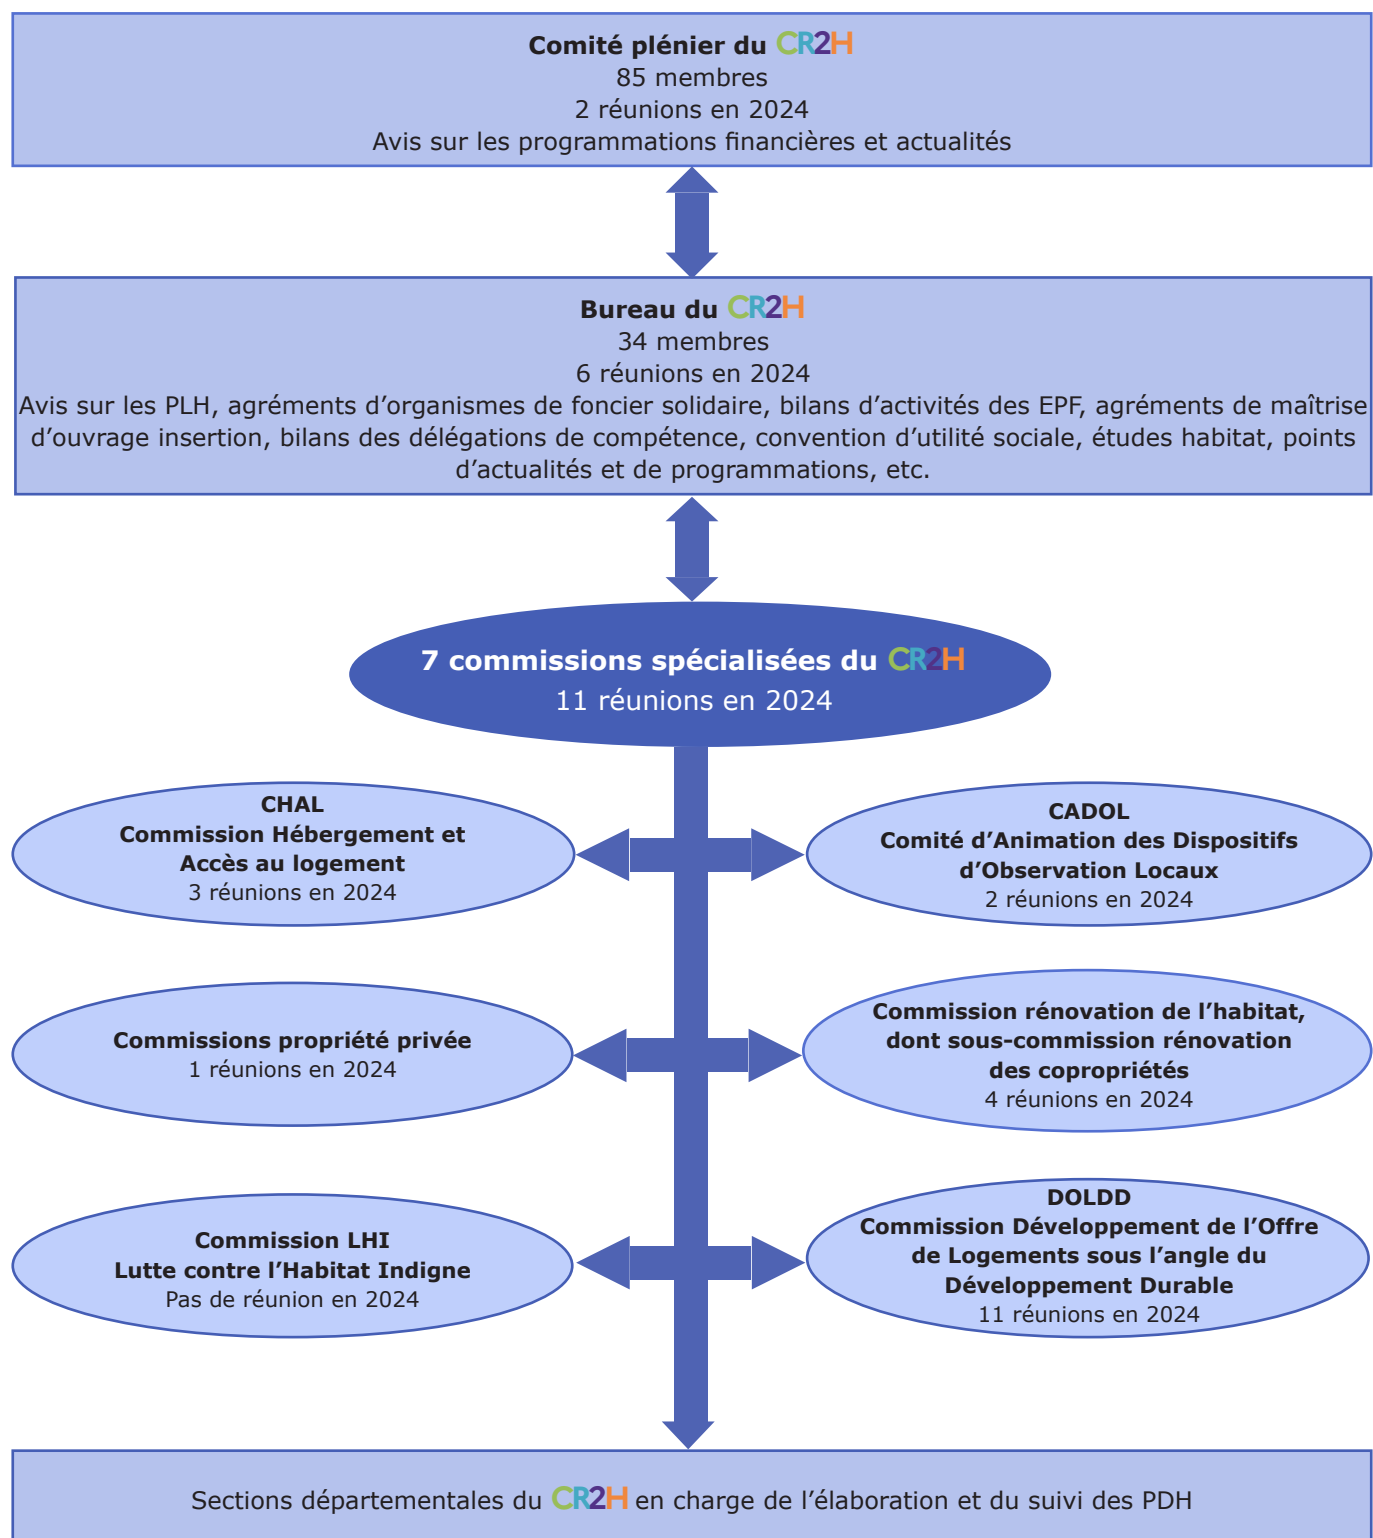 Comité plénier du CR2H
85 membres
2 réunions en 2024
Avis sur les programmations financières et actualités
Bureau du CR2H
34 membres
6 réunions en 2024
Avis sur les PLH, agréments d’organismes de foncier solidaire, bilans d’activités des EPF, agréments de maîtrise
d’ouvrage insertion, bilans des délégations de compétence, convention d’utilité sociale, études habitat, points
d’actualités et de programmations, etc.
7 commissions spécialisées du CR2H
11 réunions en 2024
CHAL
Commission Hébergement et
Accès au logement
3 réunions en 2024
CADOL
Comité d’Animation des Dispositifs
d’Observation Locaux
2 réunions en 2024
Commissions propriété privée
1 réunions en 2024
Commission rénovation de l’habitat,
dont sous-commission rénovation
des copropriétés
4 réunions en 2024
Commission LHI
Lutte contre l’Habitat Indigne
Pas de réunion en 2024
DOLDD
Commission Développement de l’Offre
de Logements sous l’angle du
Développement Durable
11 réunions en 2024
Sections départementales du CR2H en charge de l’élaboration et du suivi des PDH